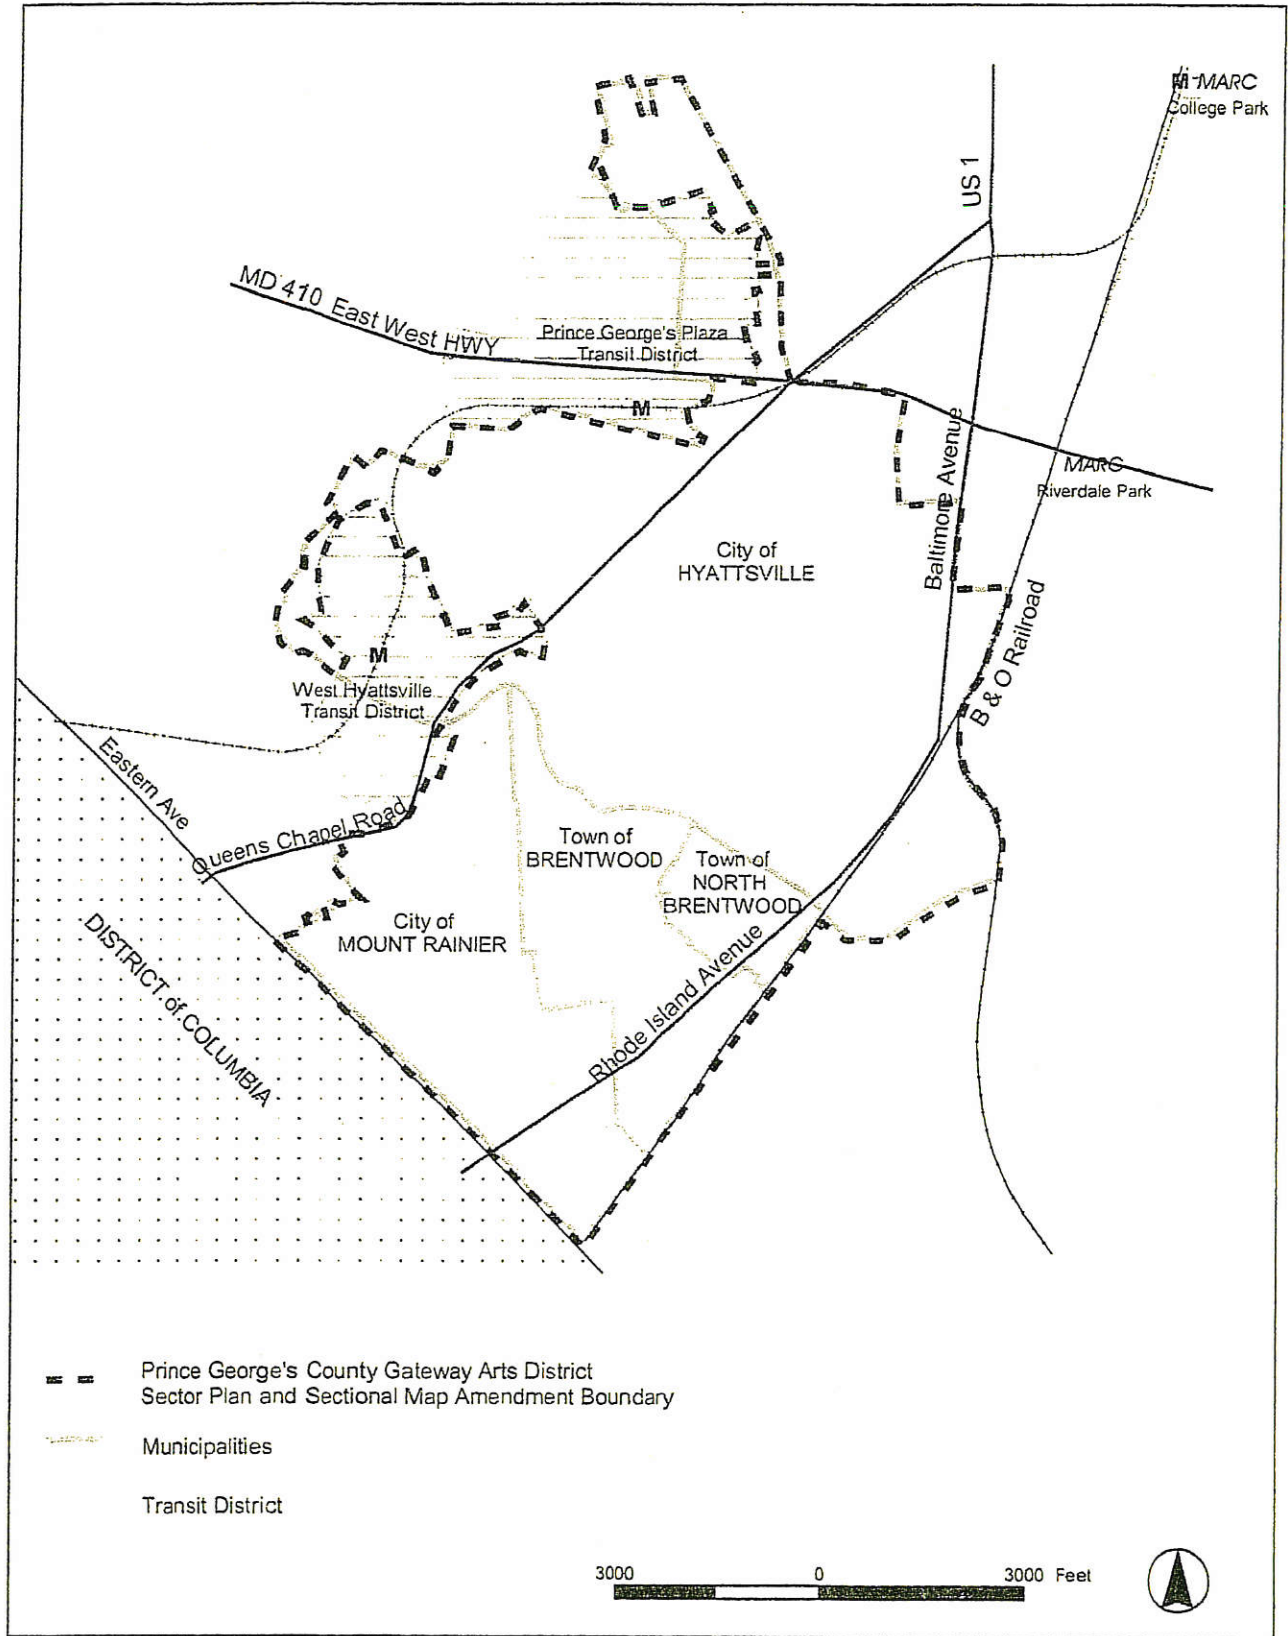 M MARC
College Park
US 1
MD 410 East West HWY
Prince George's Plaza
Transit District
M
Baltimore Avenue
MARC
Riverdale Park
City of
HYATTSVILLE
B & O Railroad
M
West Hyattsville
Transit District
Eastern Ave
Queens Chapel Road
Town of
BRENTWOOD
Town of
NORTH
BRENTWOOD
City of
MOUNT RAINIER
DISTRICT of COLUMBIA
Rhode Island Avenue
Prince George's County Gateway Arts District
Sector Plan and Sectional Map Amendment Boundary
Municipalities
Transit District
3000 0 3000 Feet